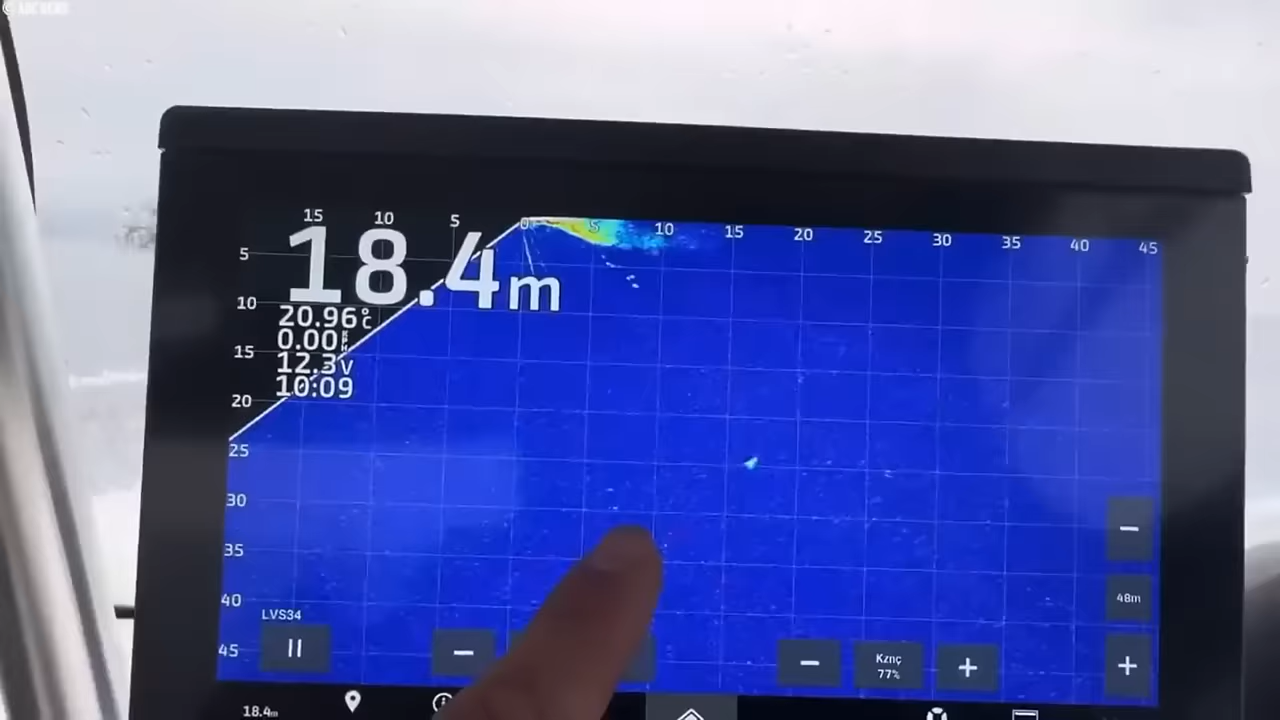 15 10 5 0 5 10 15 20 25 30 35 40 45
18.4m
5
10
20.96°C
0.00
15
12.3V
10:09
20
25
30
35
40
45
LVS34
48m
Kznç
77%
18.4m